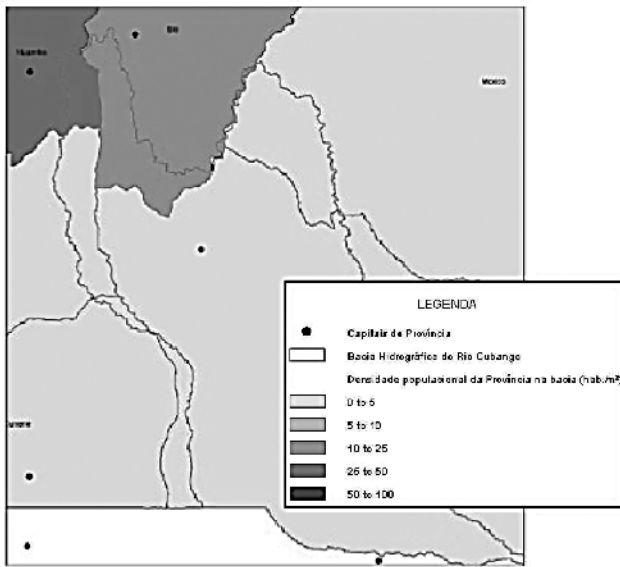 Bié
Huambo
Moxico
LEGENDA
Capitais de Província
Bacia Hidrográfica do Rio Cubango
Densidade populacional da Província na bacia (hab./m²)
0 to 5
5 to 10
10 to 25
25 to 50
50 to 100